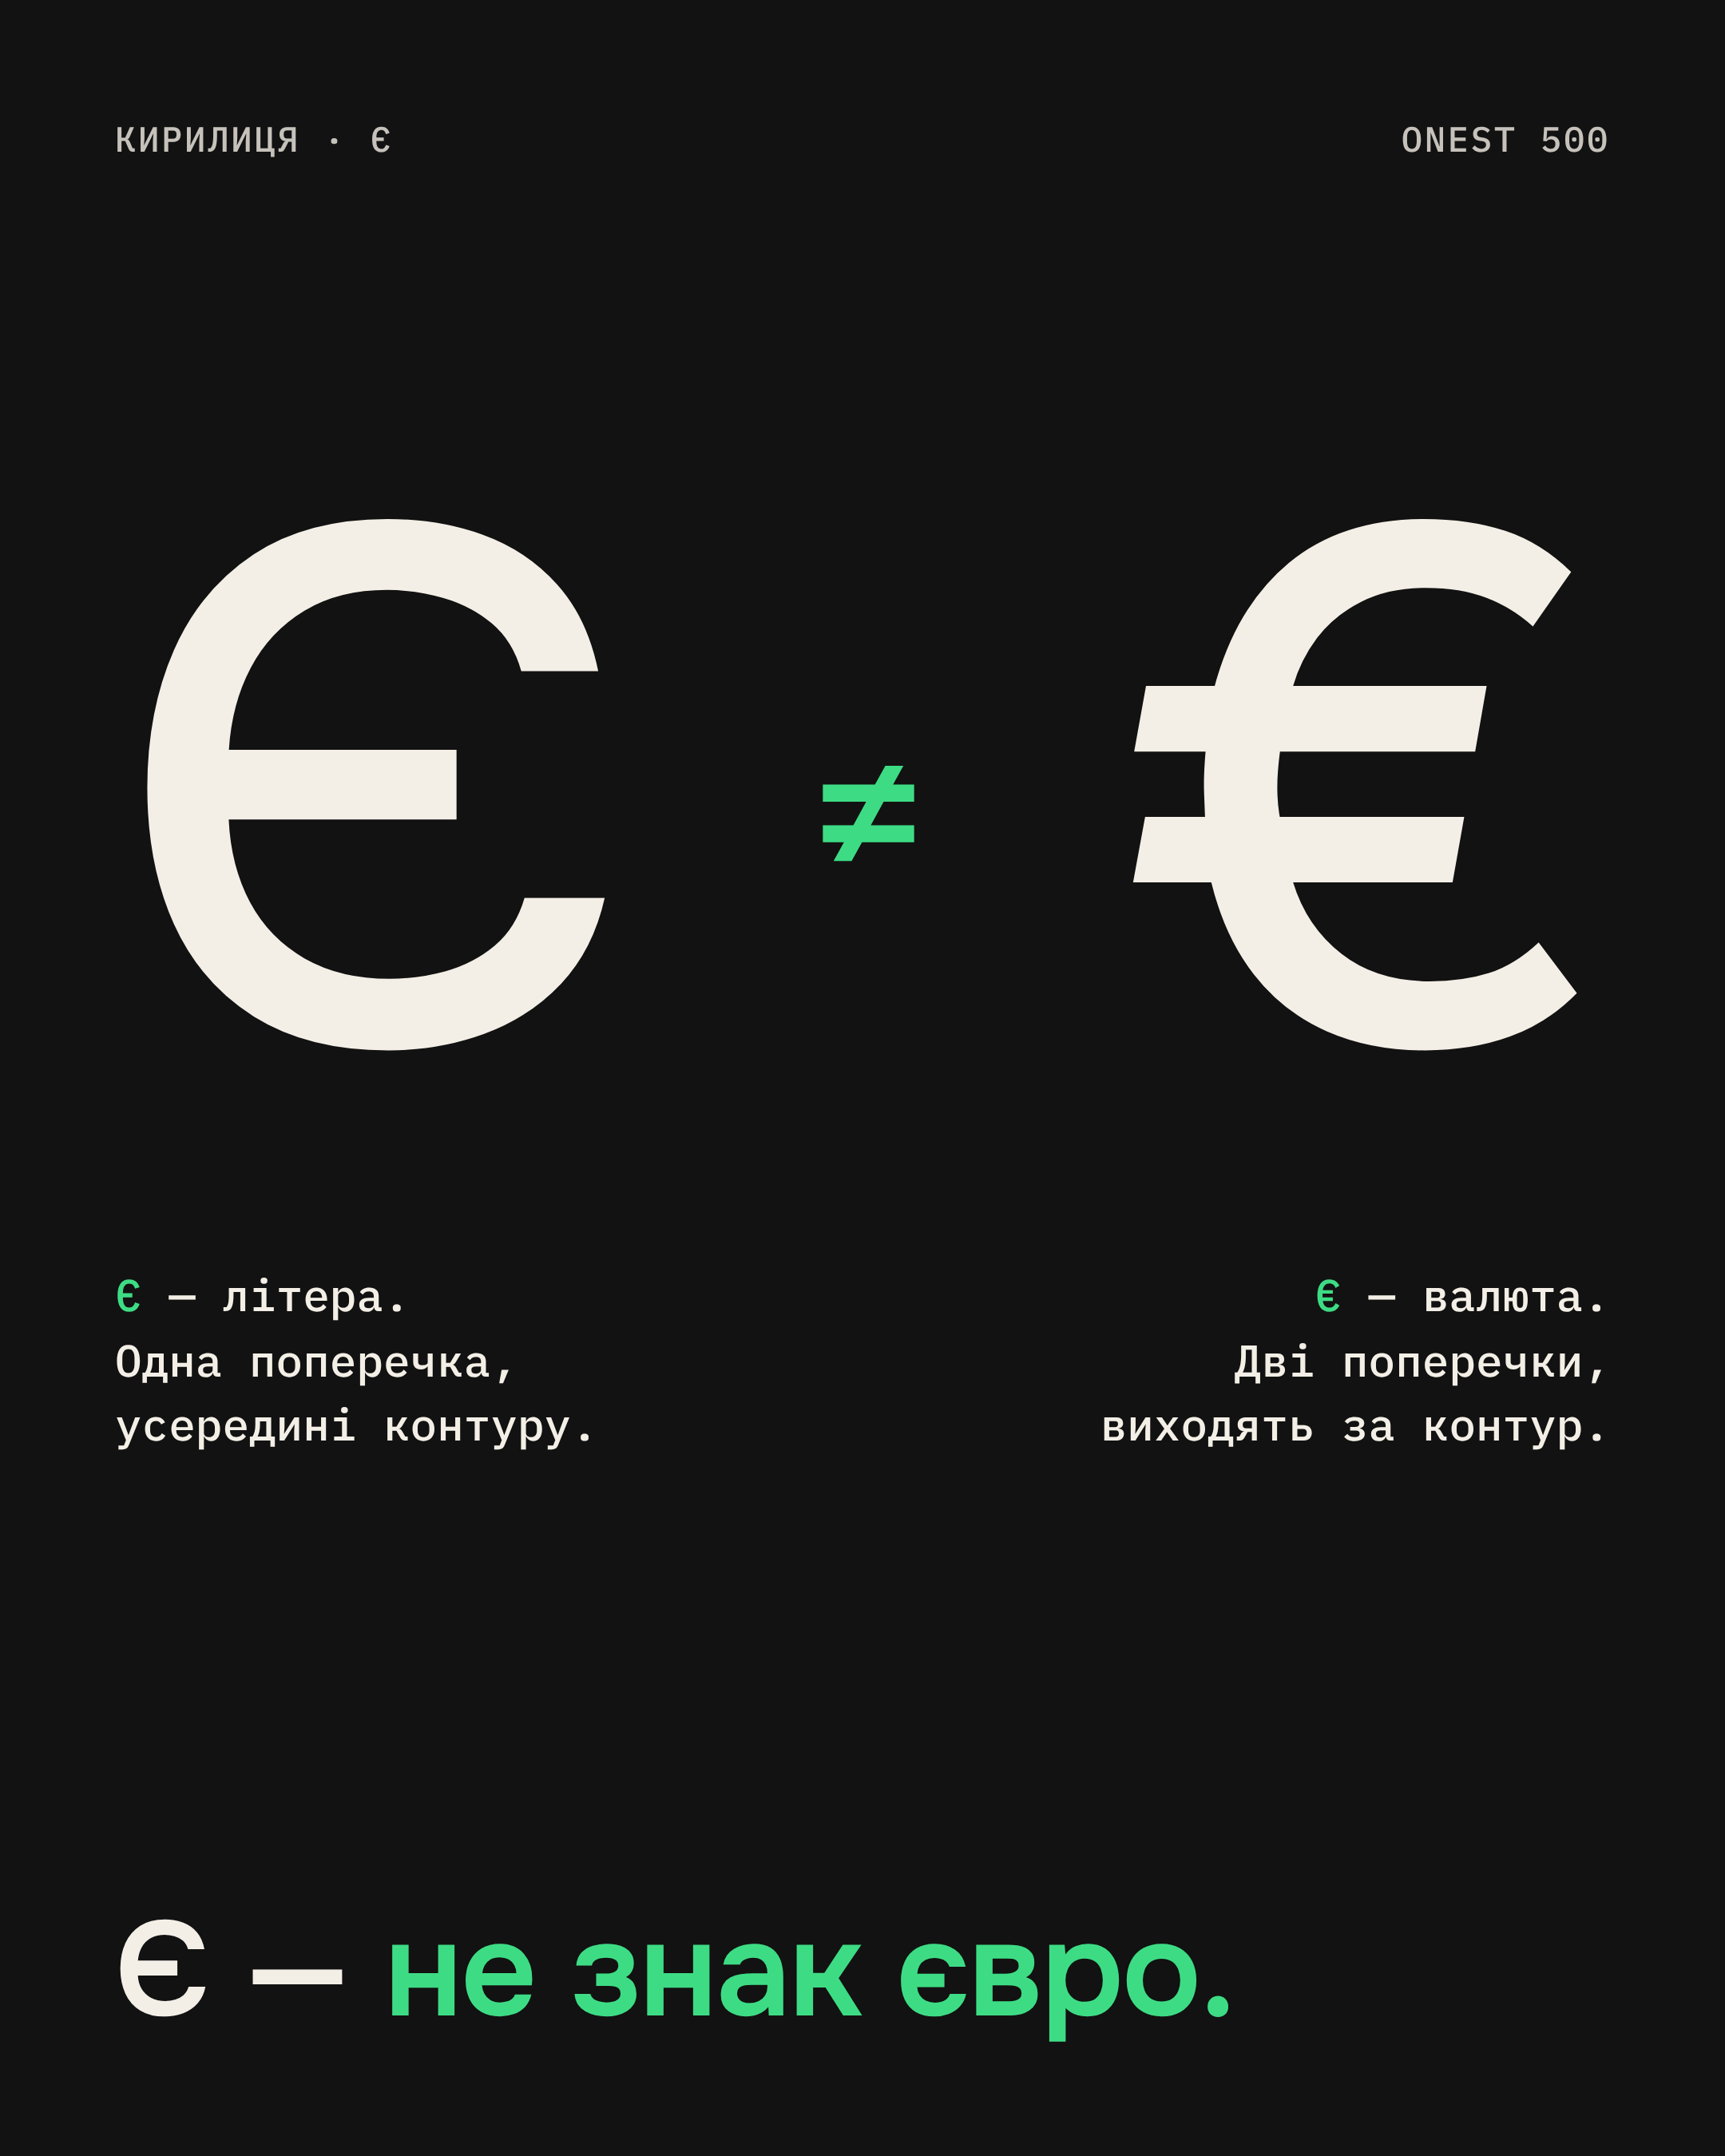 КИРИЛИЦЯ · Є
ONEST 500
Є ≠ €
Є — літера.
Одна поперечка,
усередині контуру.
€ — валюта.
Дві поперечки,
виходять за контур.
Є — не знак євро.